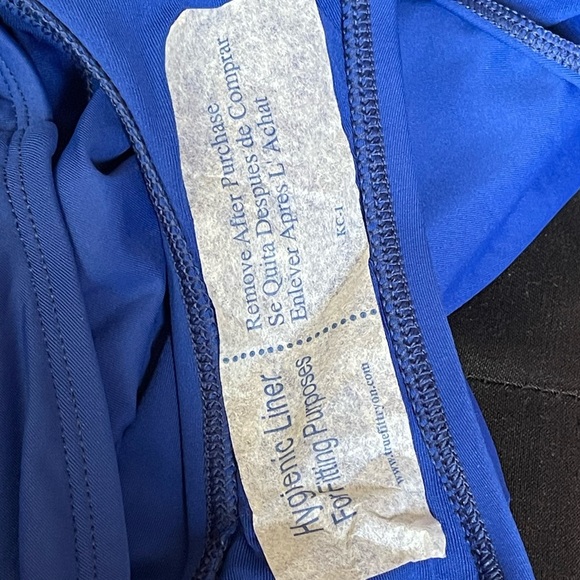 Hygienic Liner
For Fitting Purposes
www.truefiteryou.com
Remove After Purchase
Se Quita Despues de Comprar
Enlever Apres L' Achat
KC-1